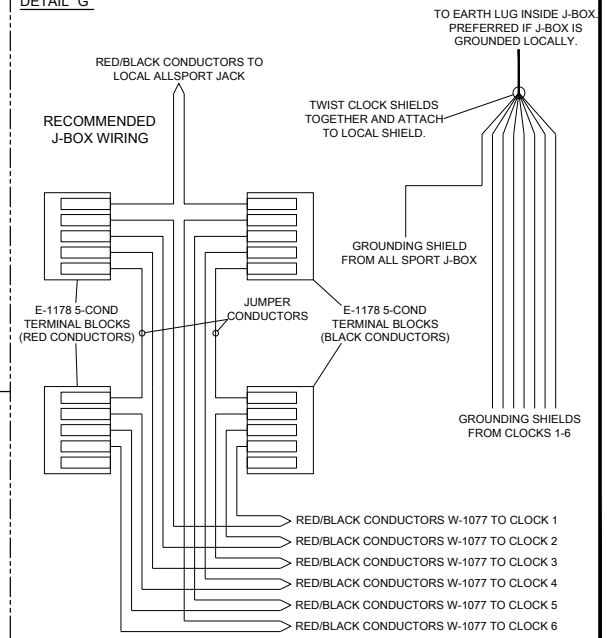 DETAIL "G"
TO EARTH LUG INSIDE J-BOX.
PREFERRED IF J-BOX IS
GROUNDED LOCALLY.
RED/BLACK CONDUCTORS TO
LOCAL ALLSPORT JACK
RECOMMENDED
J-BOX WIRING
TWIST CLOCK SHIELDS
TOGETHER AND ATTACH
TO LOCAL SHIELD.
GROUNDING SHIELD
FROM ALL SPORT J-BOX
E-1178 5-COND
TERMINAL BLOCKS
(RED CONDUCTORS)
JUMPER
CONDUCTORS
E-1178 5-COND
TERMINAL BLOCKS
(BLACK CONDUCTORS)
GROUNDING SHIELDS
FROM CLOCKS 1-6
RED/BLACK CONDUCTORS W-1077 TO CLOCK 1
RED/BLACK CONDUCTORS W-1077 TO CLOCK 2
RED/BLACK CONDUCTORS W-1077 TO CLOCK 3
RED/BLACK CONDUCTORS W-1077 TO CLOCK 4
RED/BLACK CONDUCTORS W-1077 TO CLOCK 5
RED/BLACK CONDUCTORS W-1077 TO CLOCK 6